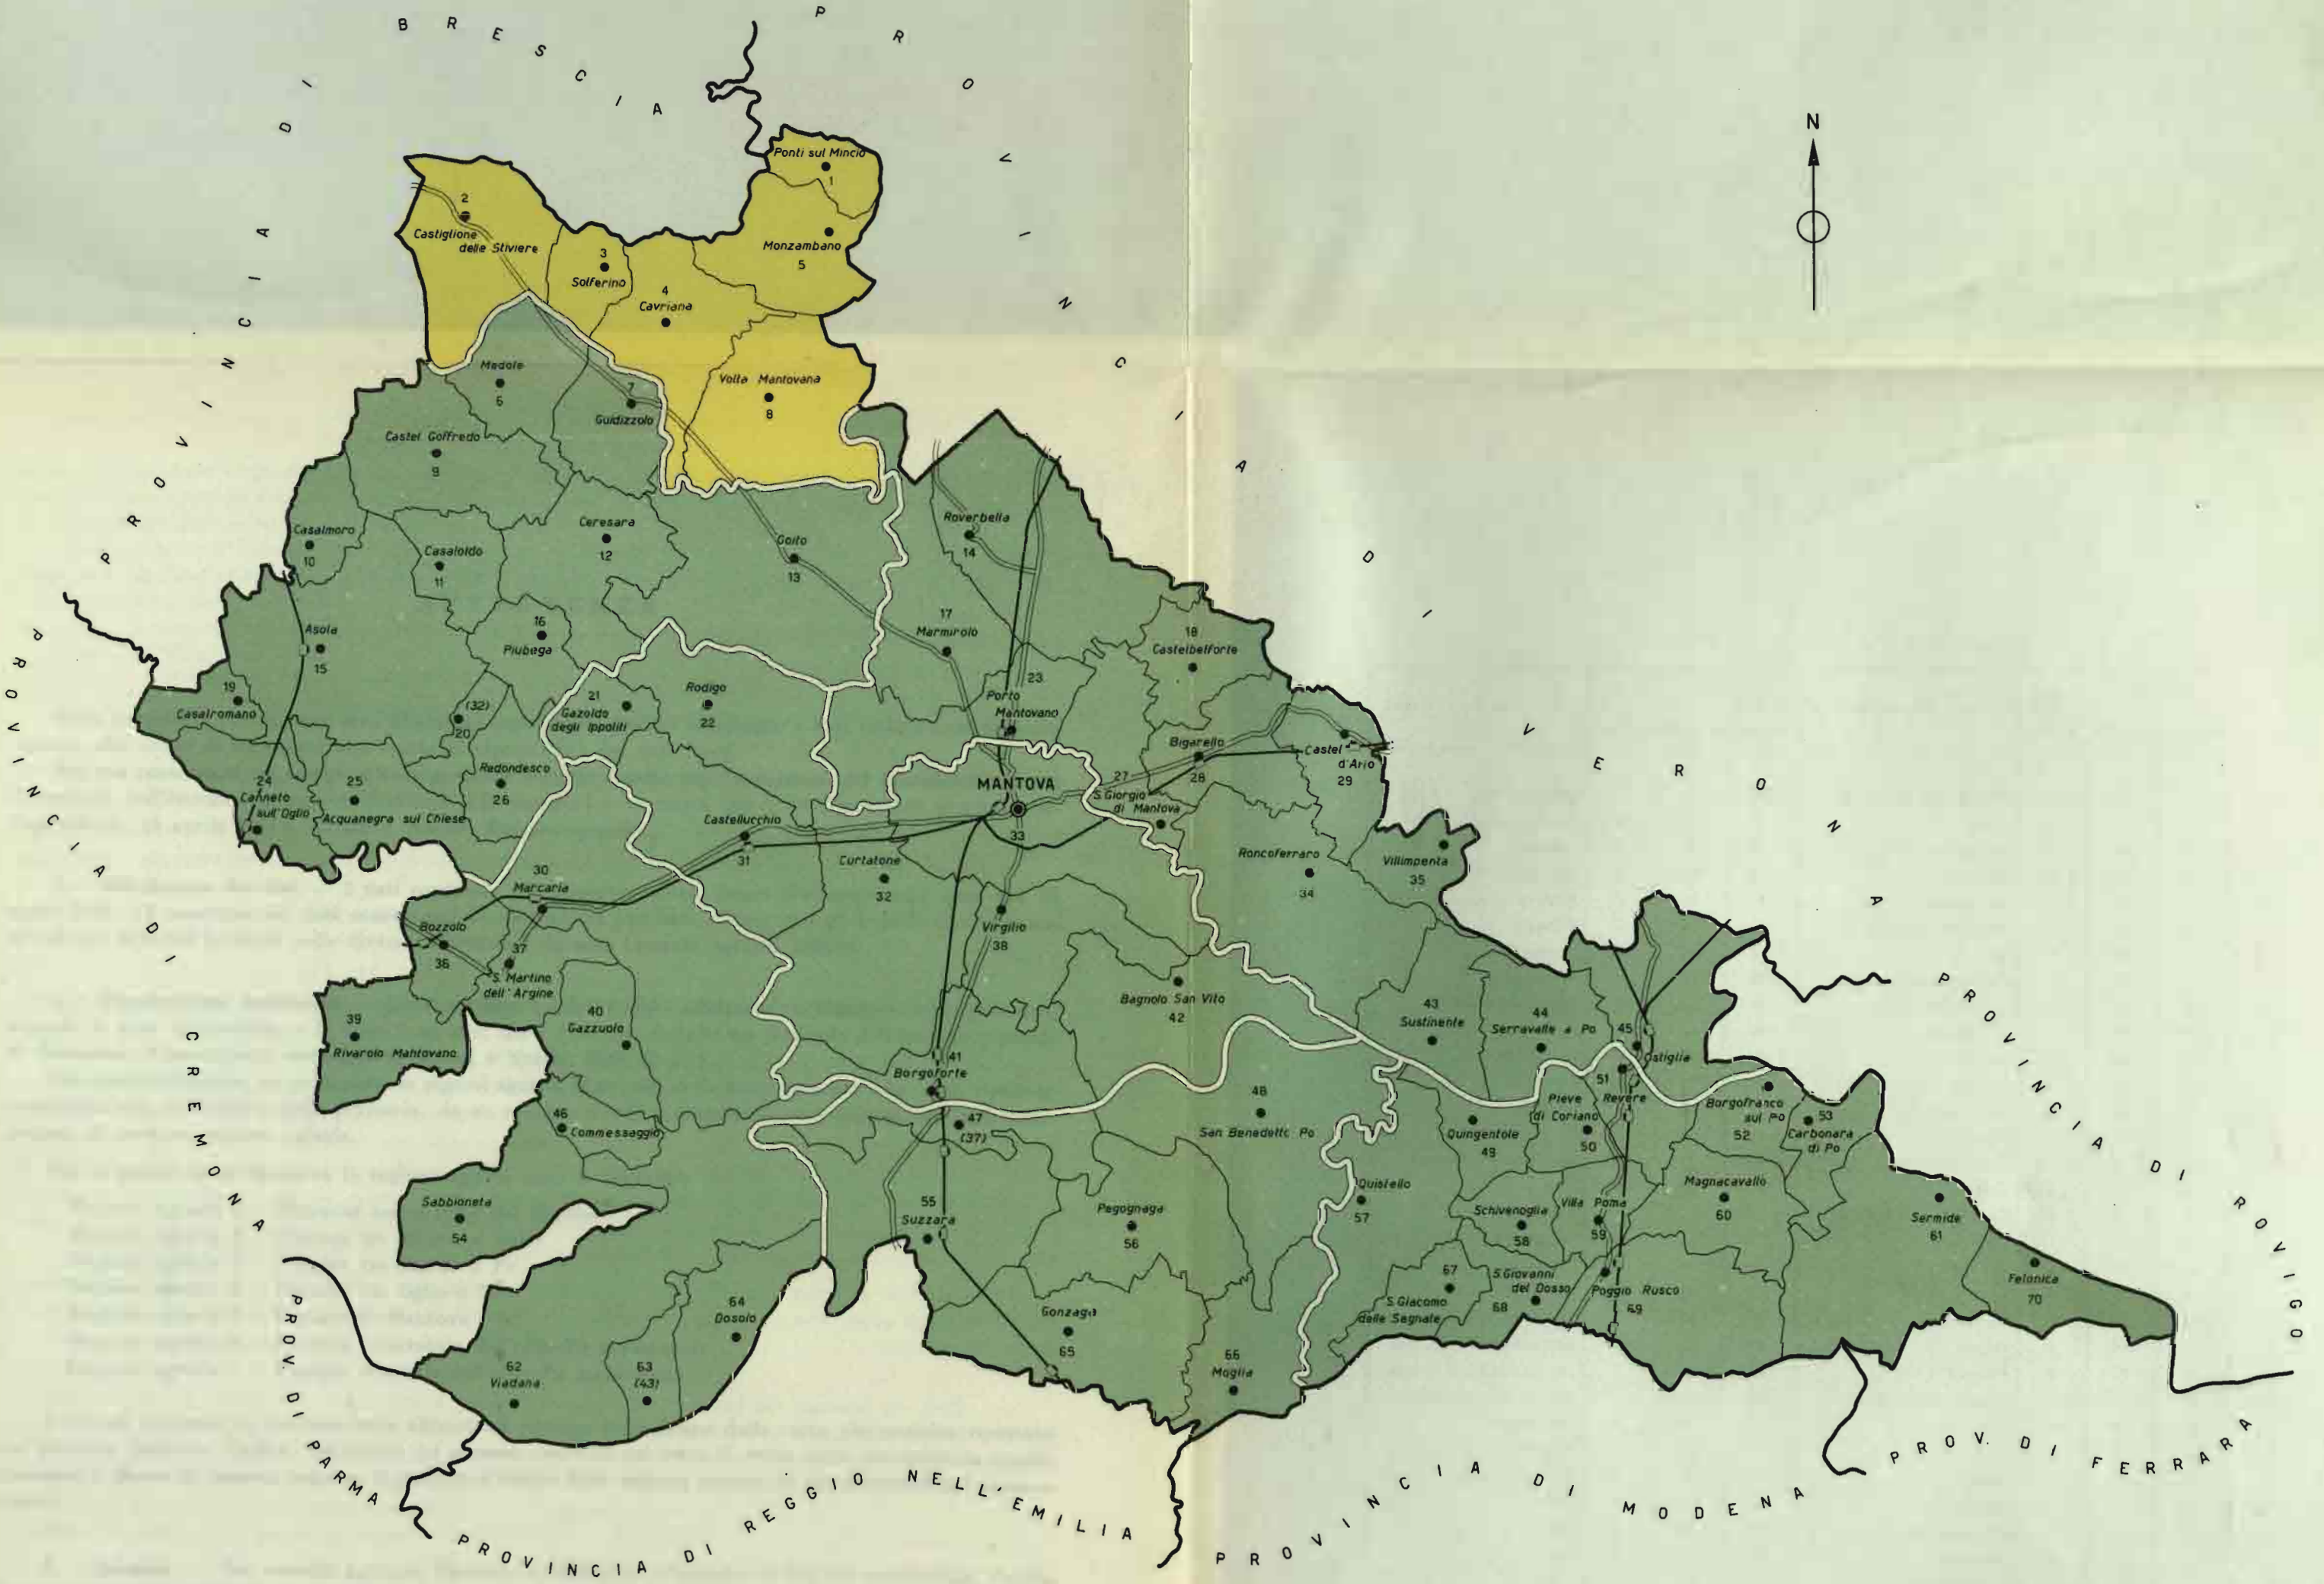 PROVINCIA DI BRESCIA
PROVINCIA DI VERONA
N
Ponti sul Mincio
1
2
Castiglione
delle Stiviere
3
Solferino
4
Cavriana
Monzambano
5
Medole
6
7
Guidizzolo
Volta Mantovana
8
Castel Goffredo
9
Casalmoro
10
Casaloldo
11
Ceresara
12
Goito
13
Roverbella
14
Asola
15
16
Piubega
17
Marmirolo
18
Castelbelforte
19
Casalromano
(32)
20
21
Gazoldo
degli Ippoliti
Rodigo
22
23
Porto
Mantovano
24
Canneto
sull'Oglio
25
Acquanegra sul Chiese
Redondesco
26
MANTOVA
33
27
S.Giorgio
di Mantova
Bigarello
28
Castel
d'Ario
29
30
Marcaria
Castellucchio
31
Curtatone
32
Roncoferraro
34
Villimpenta
35
Bozzolo
36
37
S. Martino
dell'Argine
Virgilio
38
39
Rivarolo Mantovano
40
Gazzuolo
41
Borgoforte
Bagnolo San Vito
42
43
Sustinente
44
Serravalle a Po
45
Ostiglia
46
Commessaggio
47
(37)
48
San Benedetto Po
Quingentole
49
Pieve
di Coriano
50
51
Revere
Borgofranco
sul Po
52
53
Carbonara
di Po
Sabbioneta
54
55
Suzzara
Pegognaga
56
Quistello
57
Schivenoglia
58
Villa Poma
59
Magnacavallo
60
Sermide
61
62
Viadana
63
(43)
64
Dosolo
Gonzaga
65
66
Moglia
67
S.Giacomo
delle Segnate
S.Giovanni
del Dosso
68
Poggio Rusco
69
Felonica
70
PROVINCIA DI CREMONA
PROV. DI PARMA
PROVINCIA DI REGGIO NELL'EMILIA
PROVINCIA DI MODENA
PROV. DI FERRARA
PROVINCIA DI ROVIGO